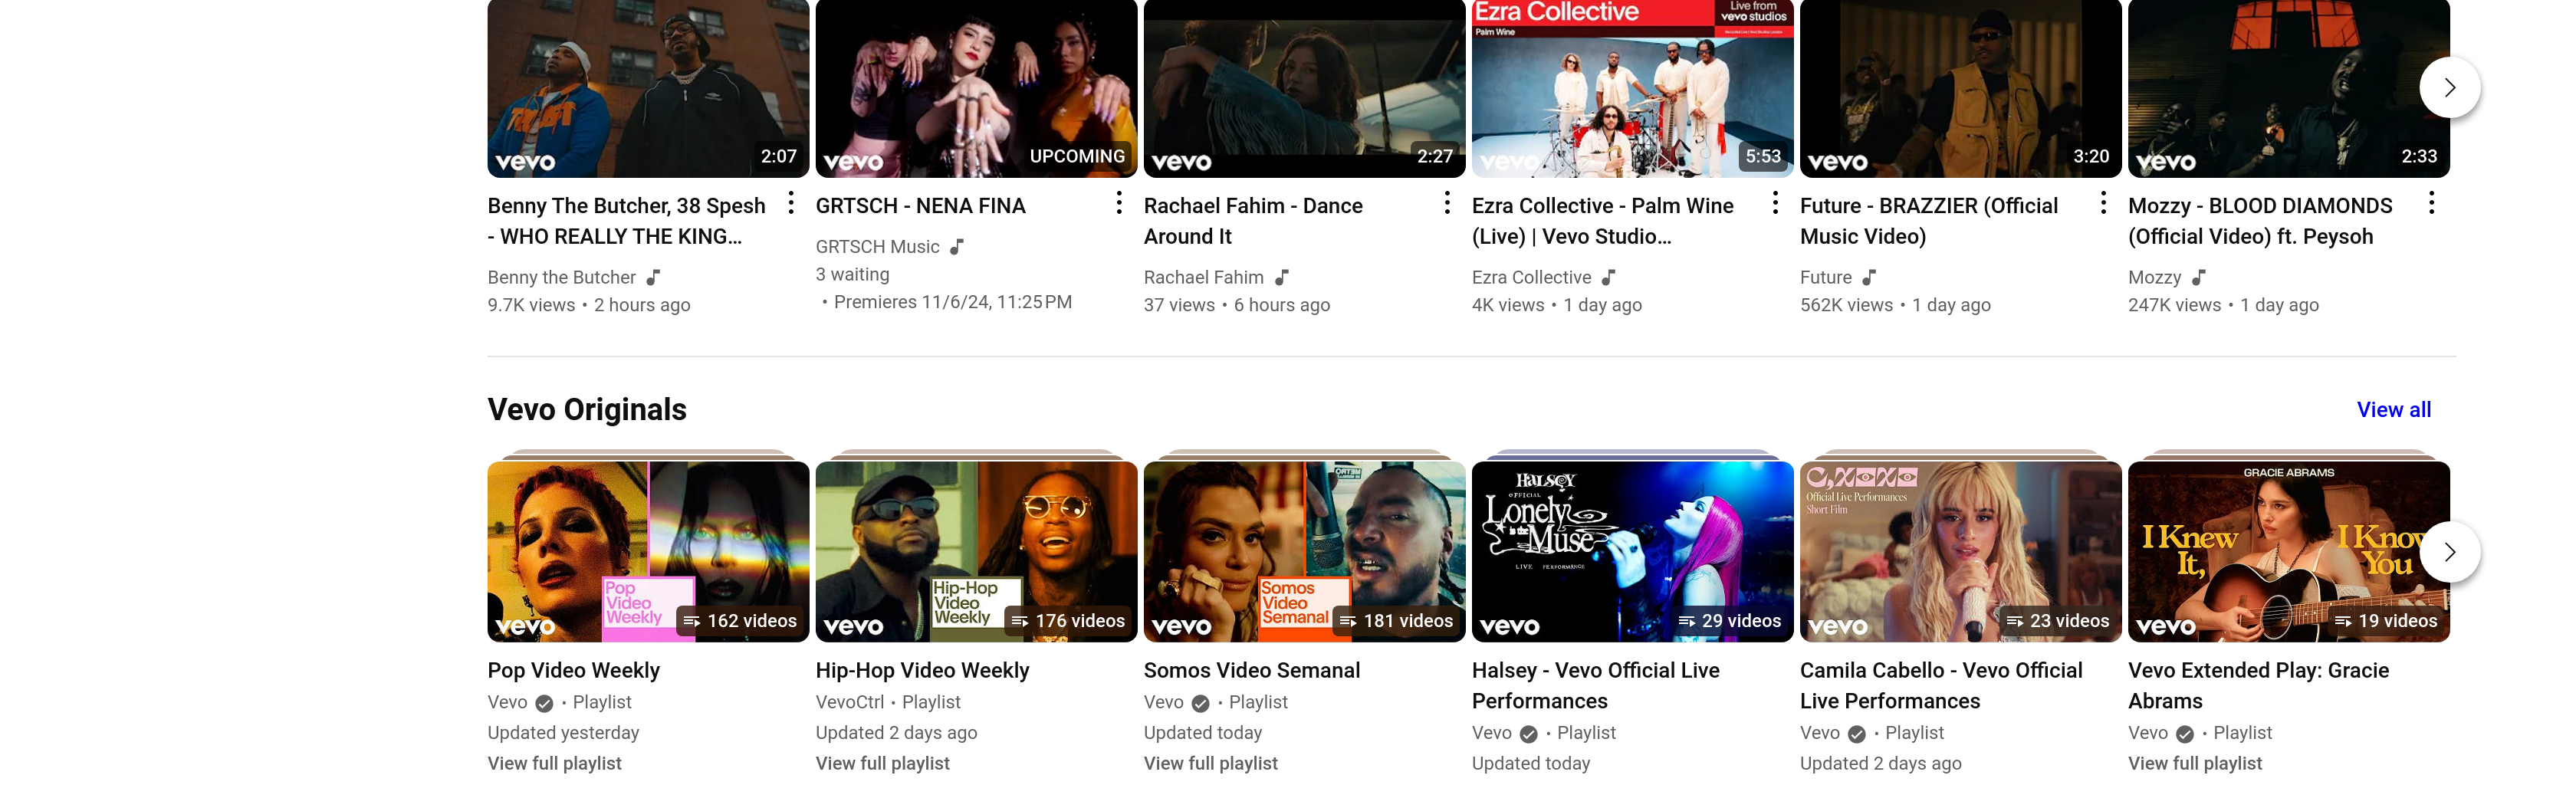 Ezra Collective
Live from
vevo studios
Palm Wine
vevo
2:07
vevo
UPCOMING
vevo
2:27
vevo
5:53
vevo
3:20
vevo
2:33
Benny The Butcher, 38 Spesh
- WHO REALLY THE KING...
Benny the Butcher
9.7K views • 2 hours ago
GRTSCH - NENA FINA
GRTSCH Music
3 waiting
• Premieres 11/6/24, 11:25 PM
Rachael Fahim - Dance
Around It
Rachael Fahim
37 views • 6 hours ago
Ezra Collective - Palm Wine
(Live) | Vevo Studio...
Ezra Collective
4K views • 1 day ago
Future - BRAZZIER (Official
Music Video)
Future
562K views • 1 day ago
Mozzy - BLOOD DIAMONDS
(Official Video) ft. Peysoh
Mozzy
247K views • 1 day ago
Vevo Originals
View all
Pop
Video
Weekly
vevo
162 videos
Hip-Hop
Video
Weekly
vevo
176 videos
Somos
Video
Semanal
vevo
181 videos
HALSEY
OFFICIAL
Lonely
is the
Muse
LIVE PERFORMANCE
vevo
29 videos
C,XOXO
Official Live Performances
Short Film
vevo
23 videos
GRACIE ABRAMS
I Knew
It,
I Know
You
vevo
19 videos
Pop Video Weekly
Vevo • Playlist
Updated yesterday
View full playlist
Hip-Hop Video Weekly
VevoCtrl • Playlist
Updated 2 days ago
View full playlist
Somos Video Semanal
Vevo • Playlist
Updated today
View full playlist
Halsey - Vevo Official Live
Performances
Vevo • Playlist
Updated today
Camila Cabello - Vevo Official
Live Performances
Vevo • Playlist
Updated 2 days ago
Vevo Extended Play: Gracie
Abrams
Vevo • Playlist
View full playlist